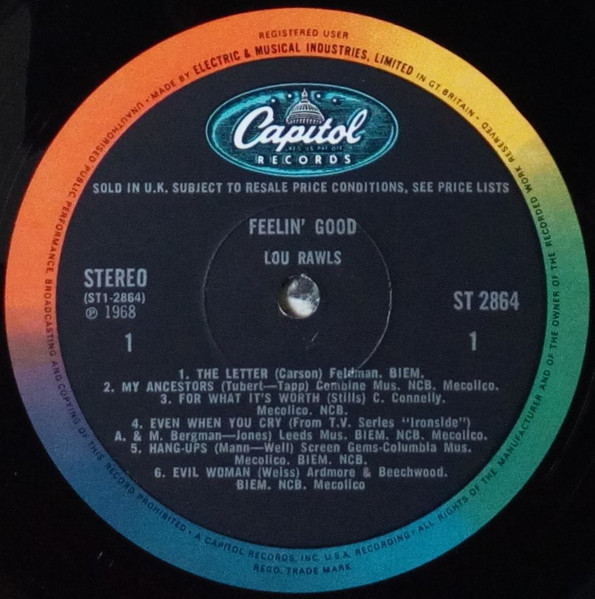 REGISTERED USER
UNAUTHORISED PUBLIC PERFORMANCE, BROADCASTING AND COPYING OF THIS RECORD PROHIBITED • MADE BY ELECTRIC & MUSICAL INDUSTRIES, LIMITED IN GT BRITAIN •
Capitol
RECORDS
SOLD IN U.K. SUBJECT TO RESALE PRICE CONDITIONS, SEE PRICE LISTS
FEELIN' GOOD
LOU RAWLS
STEREO
(ST1-2864)
℗ 1968
1
ST 2864
1
1. THE LETTER (Carson) Feldman. BIEM.
2. MY ANCESTORS (Tubert—Tapp) Combine Mus. NCB. Mecolico.
3. FOR WHAT IT'S WORTH (Stills) C. Connelly.
Mecolico. NCB.
4. EVEN WHEN YOU CRY (From T.V. Series "Ironside")
A. & M. Bergman—Jones) Leeds Mus. BIEM. NCB. Mecolico.
5. HANG-UPS (Mann—Well) Screen Gems-Columbia Mus.
Mecolico. BIEM. NCB.
6. EVIL WOMAN (Weiss) Ardmore & Beechwood.
BIEM. NCB. Mecolico
ALL RIGHTS OF THE MANUFACTURER AND OF THE OWNER OF THE RECORDED WORK RESERVED
• A CAPITOL RECORDS, INC. U.S.A. RECORDING •
REGD. TRADE MARK